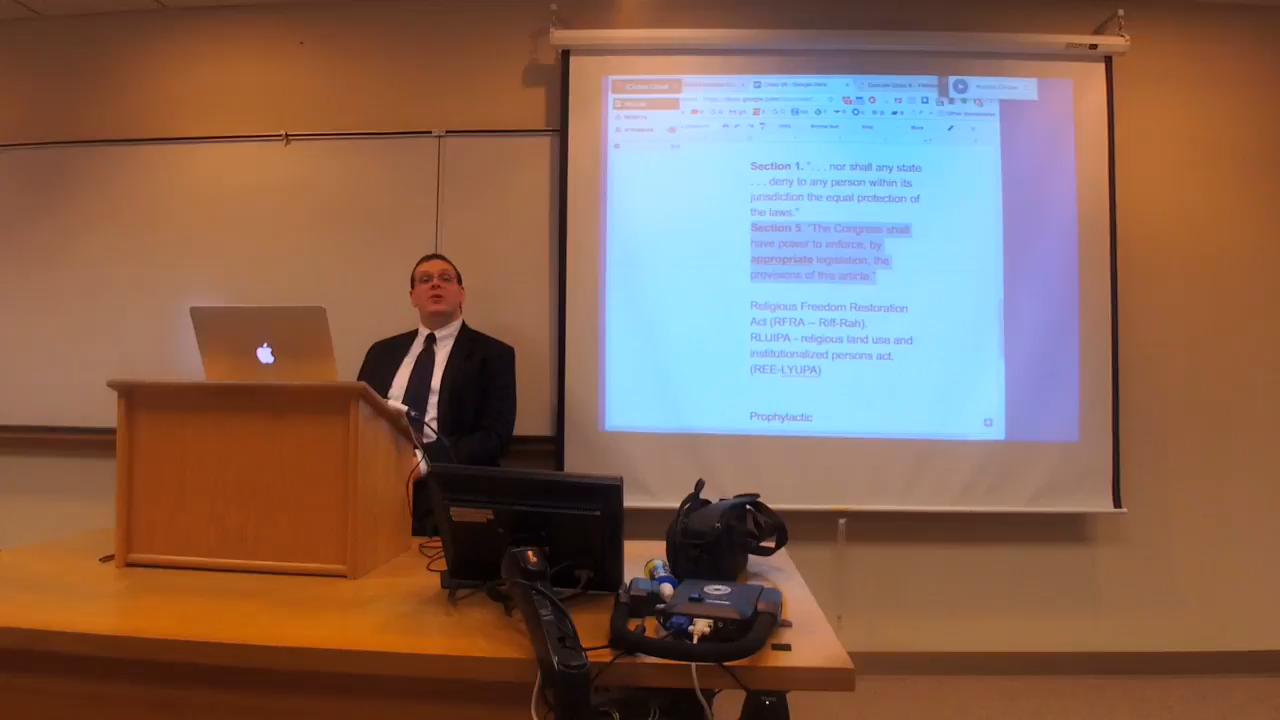 Section 1. ". . . nor shall any state
. . . deny to any person within its
jurisdiction the equal protection of
the laws."
Section 5. "The Congress shall
have power to enforce, by
appropriate legislation, the
provisions of this article."
Religious Freedom Restoration
Act (RFRA – Riff-Rah).
RLUIPA - religious land use and
institutionalized persons act.
(REE-LYUPA)
Prophylactic